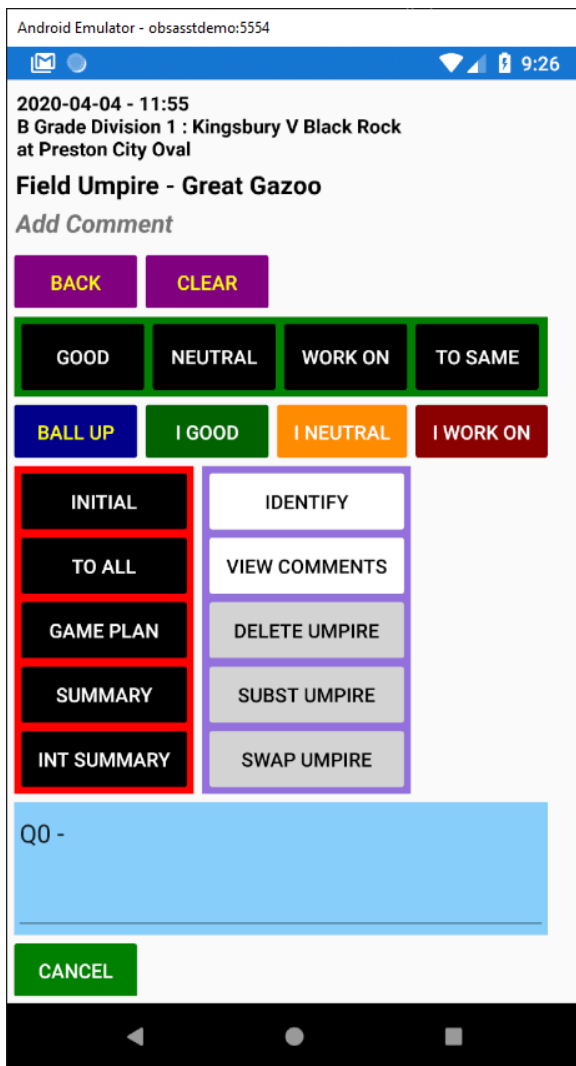 Android Emulator - obsasstdemo:5554
9:26
2020-04-04 - 11:55
B Grade Division 1 : Kingsbury V Black Rock
at Preston City Oval
Field Umpire - Great Gazoo
Add Comment
BACK CLEAR
GOOD NEUTRAL WORK ON TO SAME
BALL UP I GOOD I NEUTRAL I WORK ON
INITIAL IDENTIFY
TO ALL VIEW COMMENTS
GAME PLAN DELETE UMPIRE
SUMMARY SUBST UMPIRE
INT SUMMARY SWAP UMPIRE
Q0 -
CANCEL